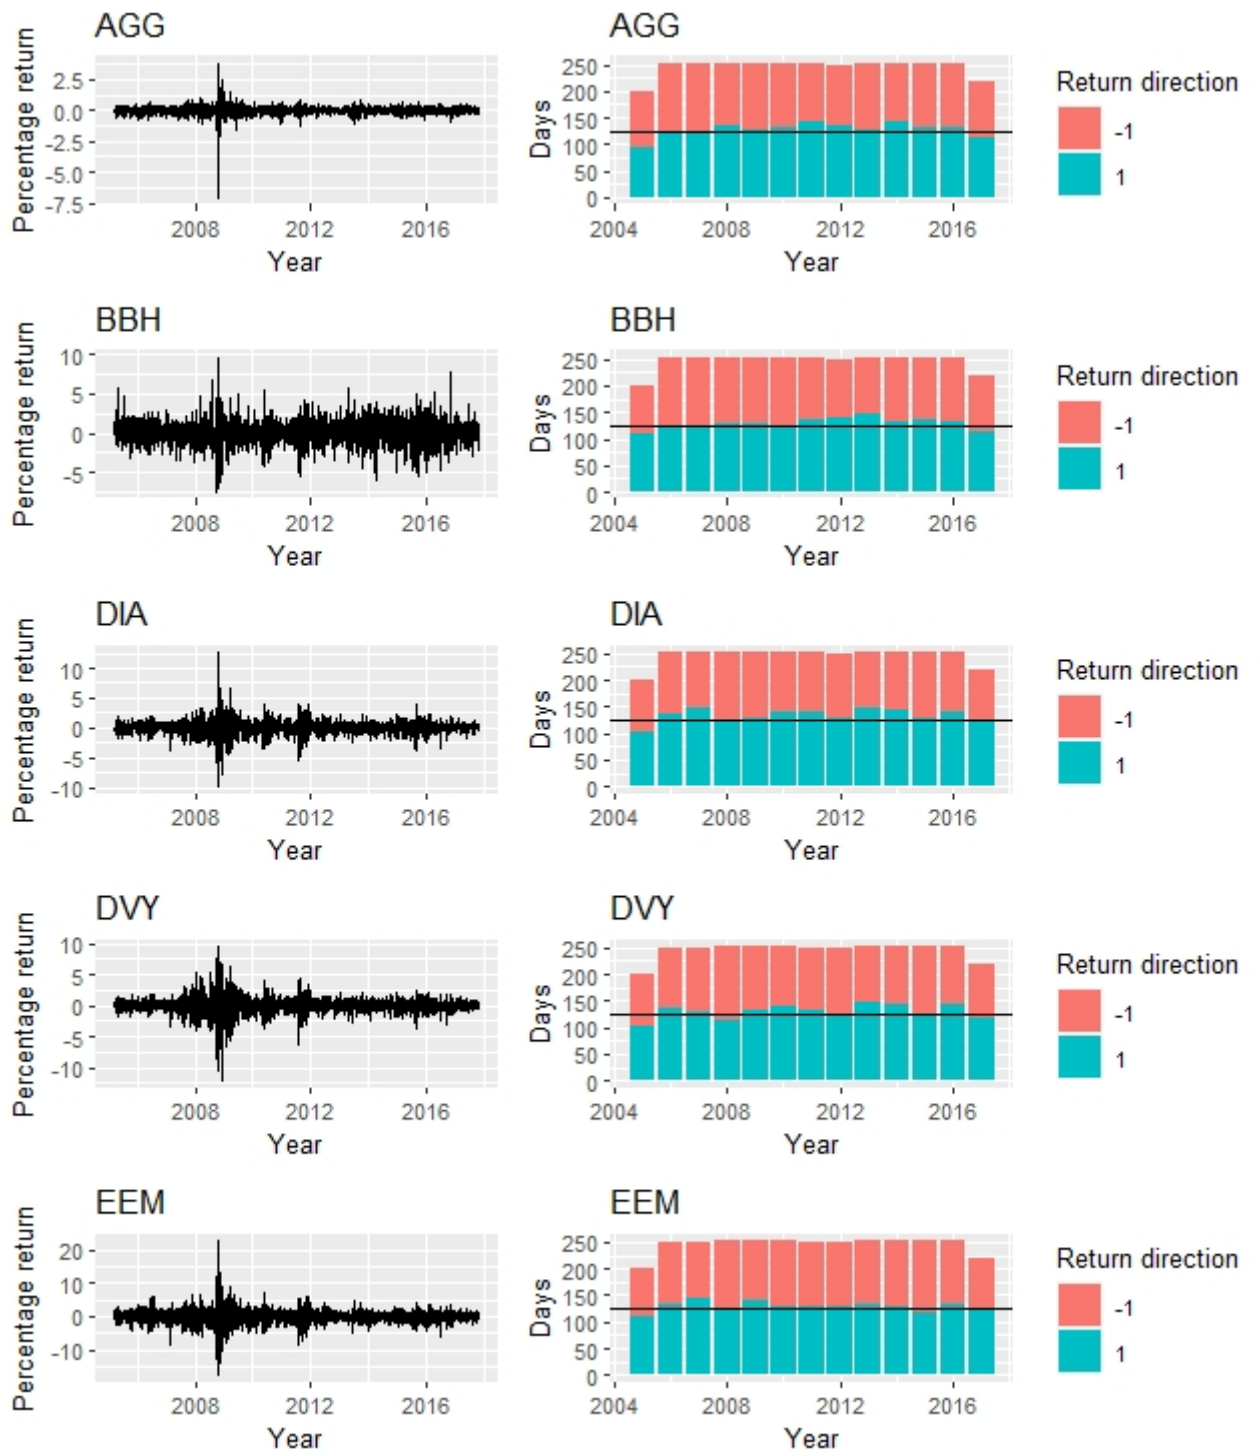 AGG
Percentage return
2.5
0.0
-2.5
-5.0
-7.5
2008 2012 2016
Year
AGG
Days
250
200
150
100
50
0
2004 2008 2012 2016
Year
Return direction
-1
1
BBH
Percentage return
10
5
0
-5
2008 2012 2016
Year
BBH
Days
250
200
150
100
50
0
2004 2008 2012 2016
Year
Return direction
-1
1
DIA
Percentage return
10
5
0
-5
-10
2008 2012 2016
Year
DIA
Days
250
200
150
100
50
0
2004 2008 2012 2016
Year
Return direction
-1
1
DVY
Percentage return
10
5
0
-5
-10
2008 2012 2016
Year
DVY
Days
250
200
150
100
50
0
2004 2008 2012 2016
Year
Return direction
-1
1
EEM
Percentage return
20
10
0
-10
2008 2012 2016
Year
EEM
Days
250
200
150
100
50
0
2004 2008 2012 2016
Year
Return direction
-1
1